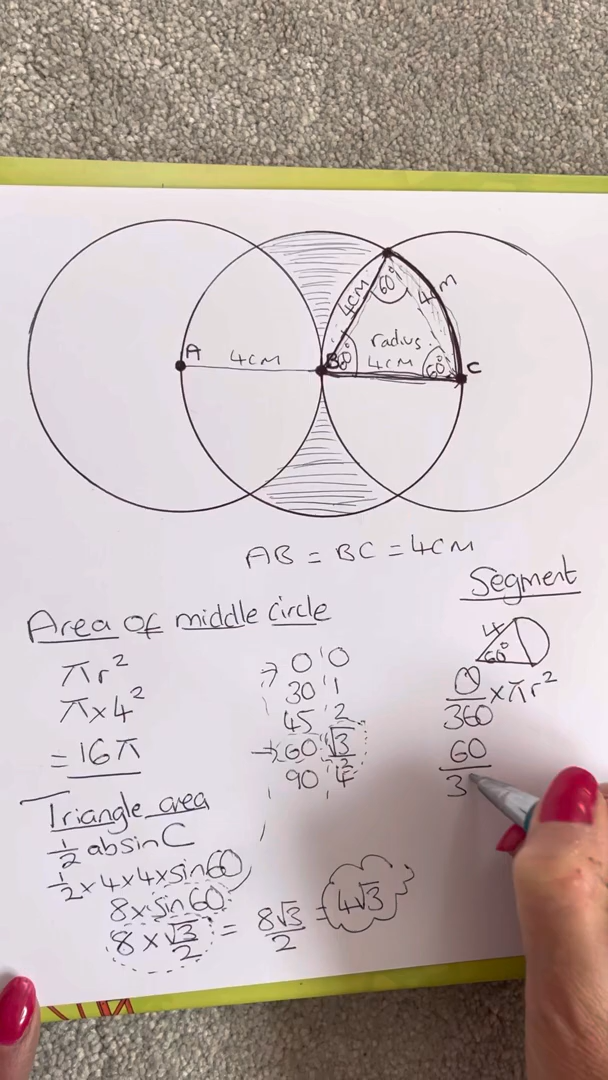 A
4CM
B
60°
4CM
60°
4cm
radius
4CM
60°
C
AB = BC = 4CM
Area of middle circle
πr²
π×4²
= 16π
0 0
30 1
45 2
→ 60 √3
2
90 4
Triangle area
½ absinC
½×4×4×sin60
8×sin60
8 × √3/2 = 8√3/2 = 4√3
Segment
4
60°
θ/360 ×πr²
60
3